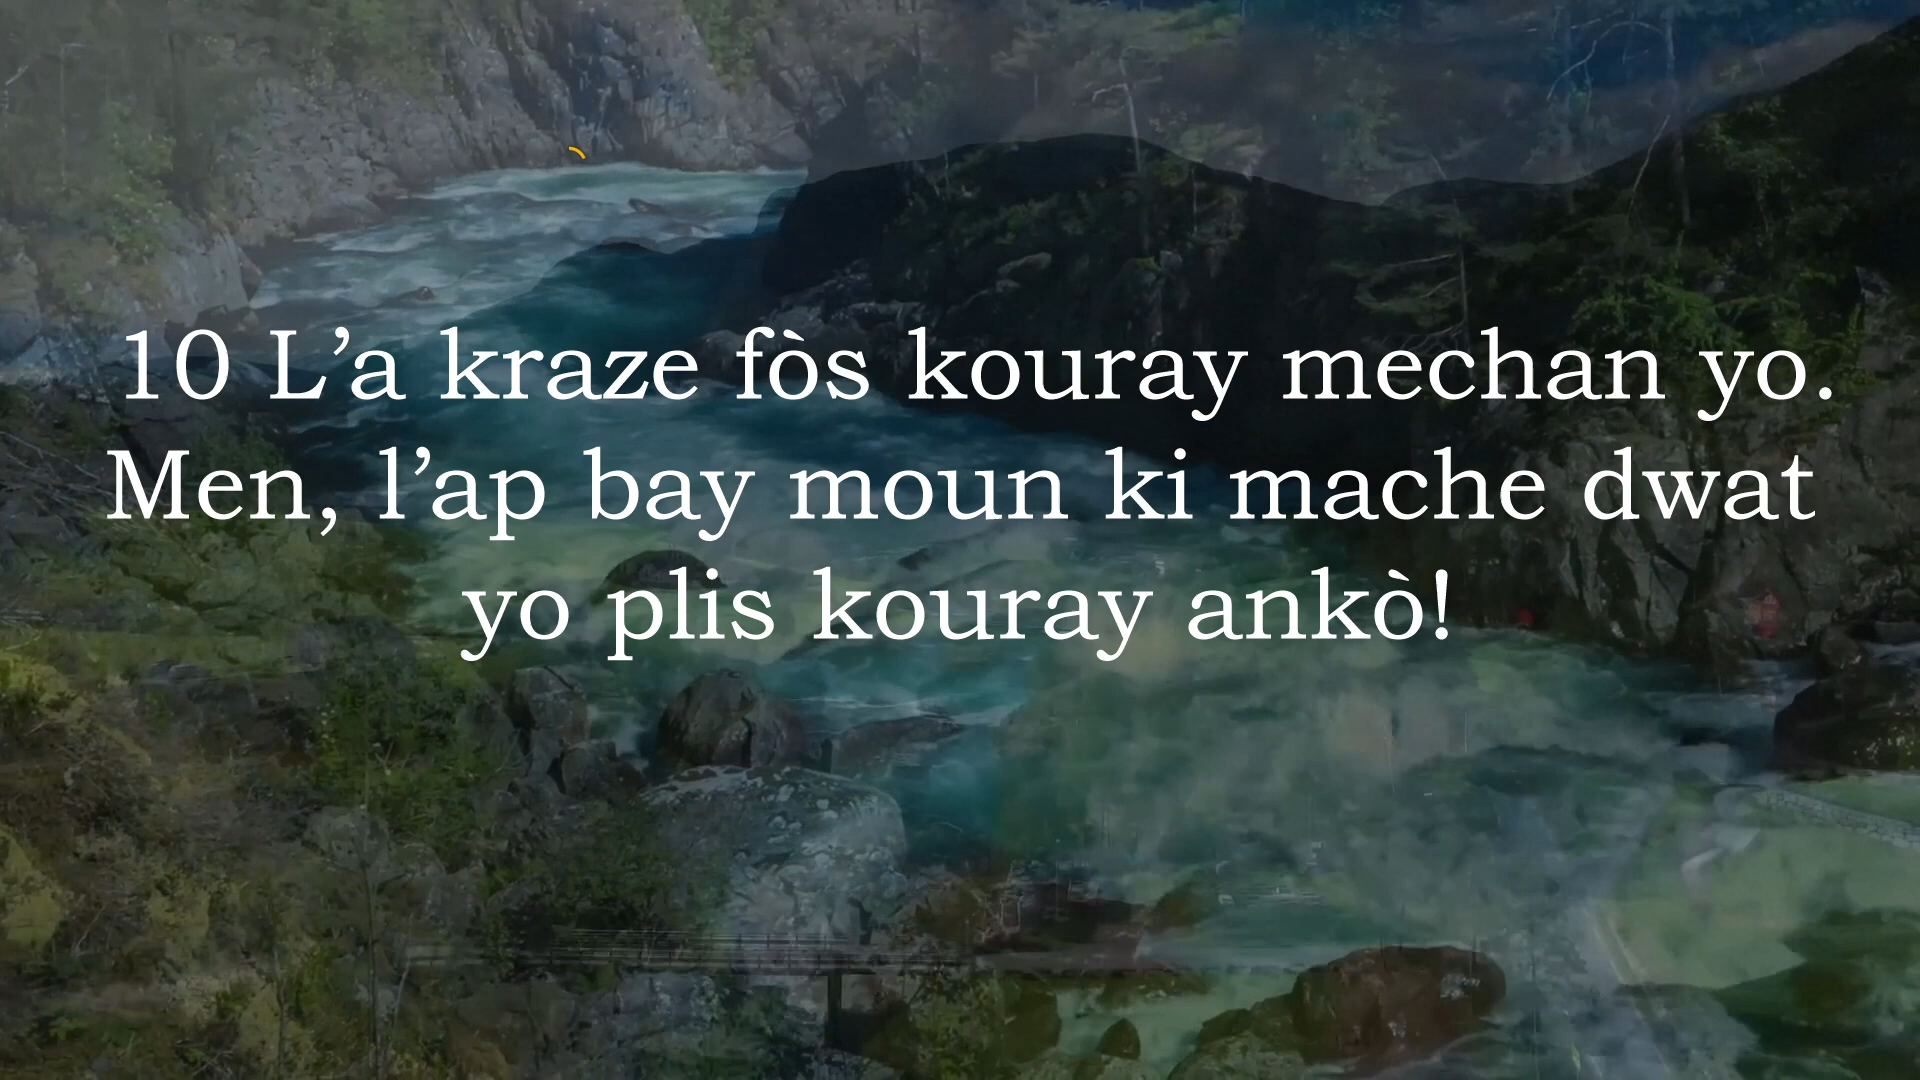 10 L’a kraze fòs kouray mechan yo.
Men, l’ap bay moun ki mache dwat
yo plis kouray ankò!